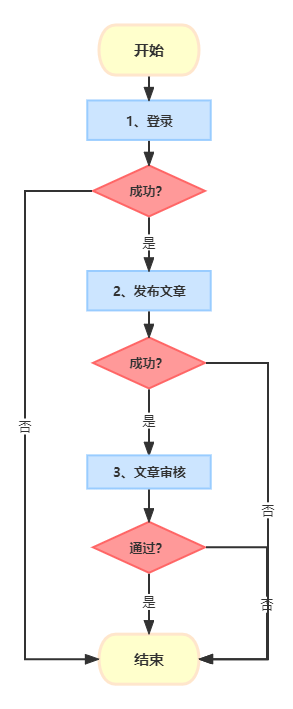 开始
1、登录
成功？
是
2、发布文章
成功？
否
是
3、文章审核
否
通过？
是
否
结束